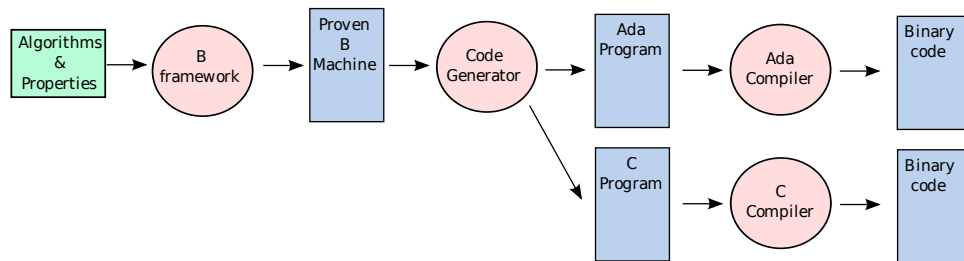 Algorithms
&
Properties
B
framework
Proven
B
Machine
Code
Generator
Ada
Program
Ada
Compiler
Binary
code
C
Program
C
Compiler
Binary
code